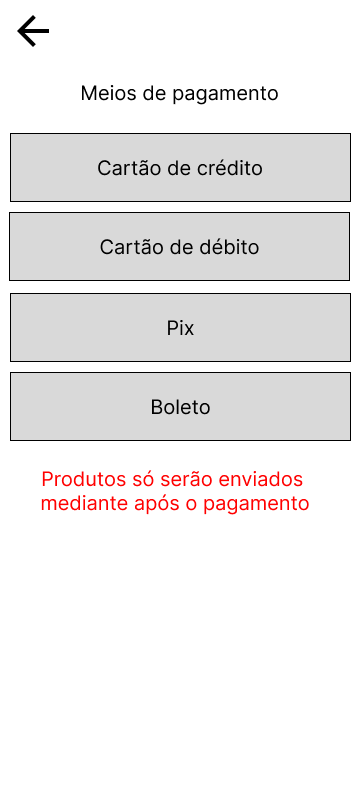 Meios de pagamento
Cartão de crédito
Cartão de débito
Pix
Boleto
Produtos só serão enviados
mediante após o pagamento